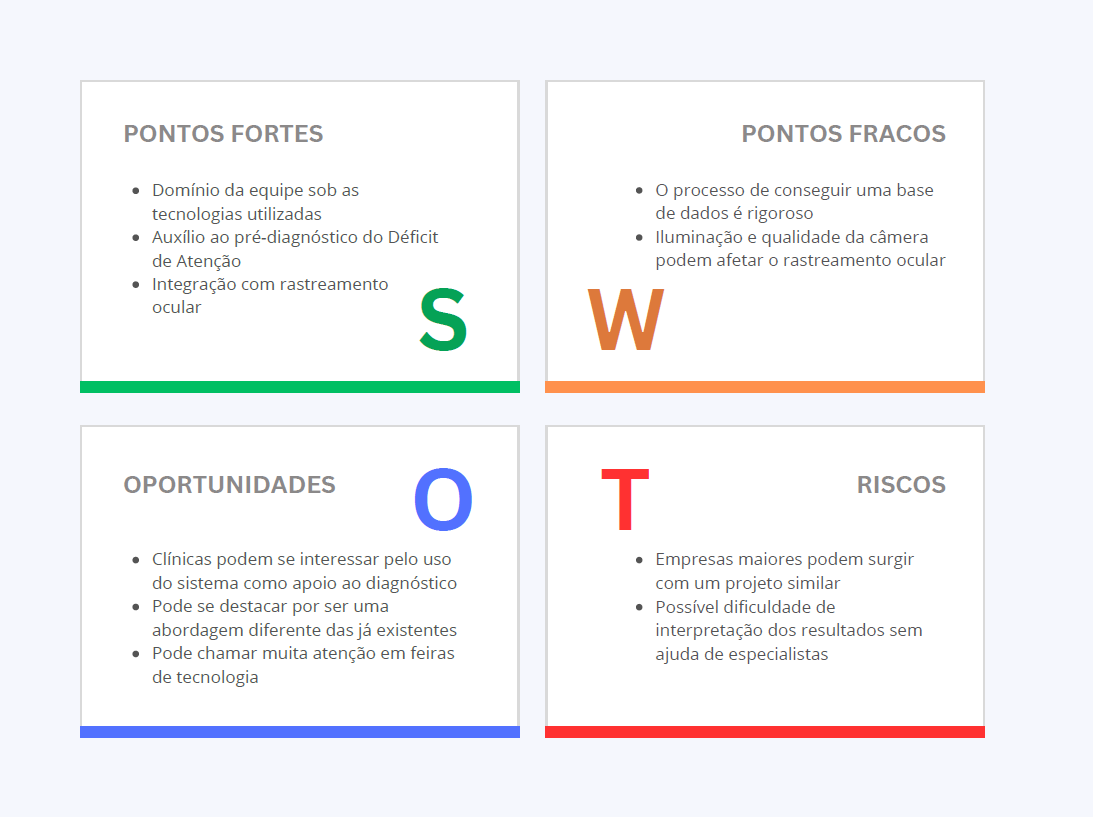 PONTOS FORTES
• Domínio da equipe sob as
tecnologias utilizadas
• Auxílio ao pré-diagnóstico do Déficit
de Atenção
• Integração com rastreamento
ocular
S
PONTOS FRACOS
• O processo de conseguir uma base
de dados é rigoroso
• Iluminação e qualidade da câmera
podem afetar o rastreamento ocular
W
OPORTUNIDADES
O
• Clínicas podem se interessar pelo uso
do sistema como apoio ao diagnóstico
• Pode se destacar por ser uma
abordagem diferente das já existentes
• Pode chamar muita atenção em feiras
de tecnologia
T
RISCOS
• Empresas maiores podem surgir
com um projeto similar
• Possível dificuldade de
interpretação dos resultados sem
ajuda de especialistas